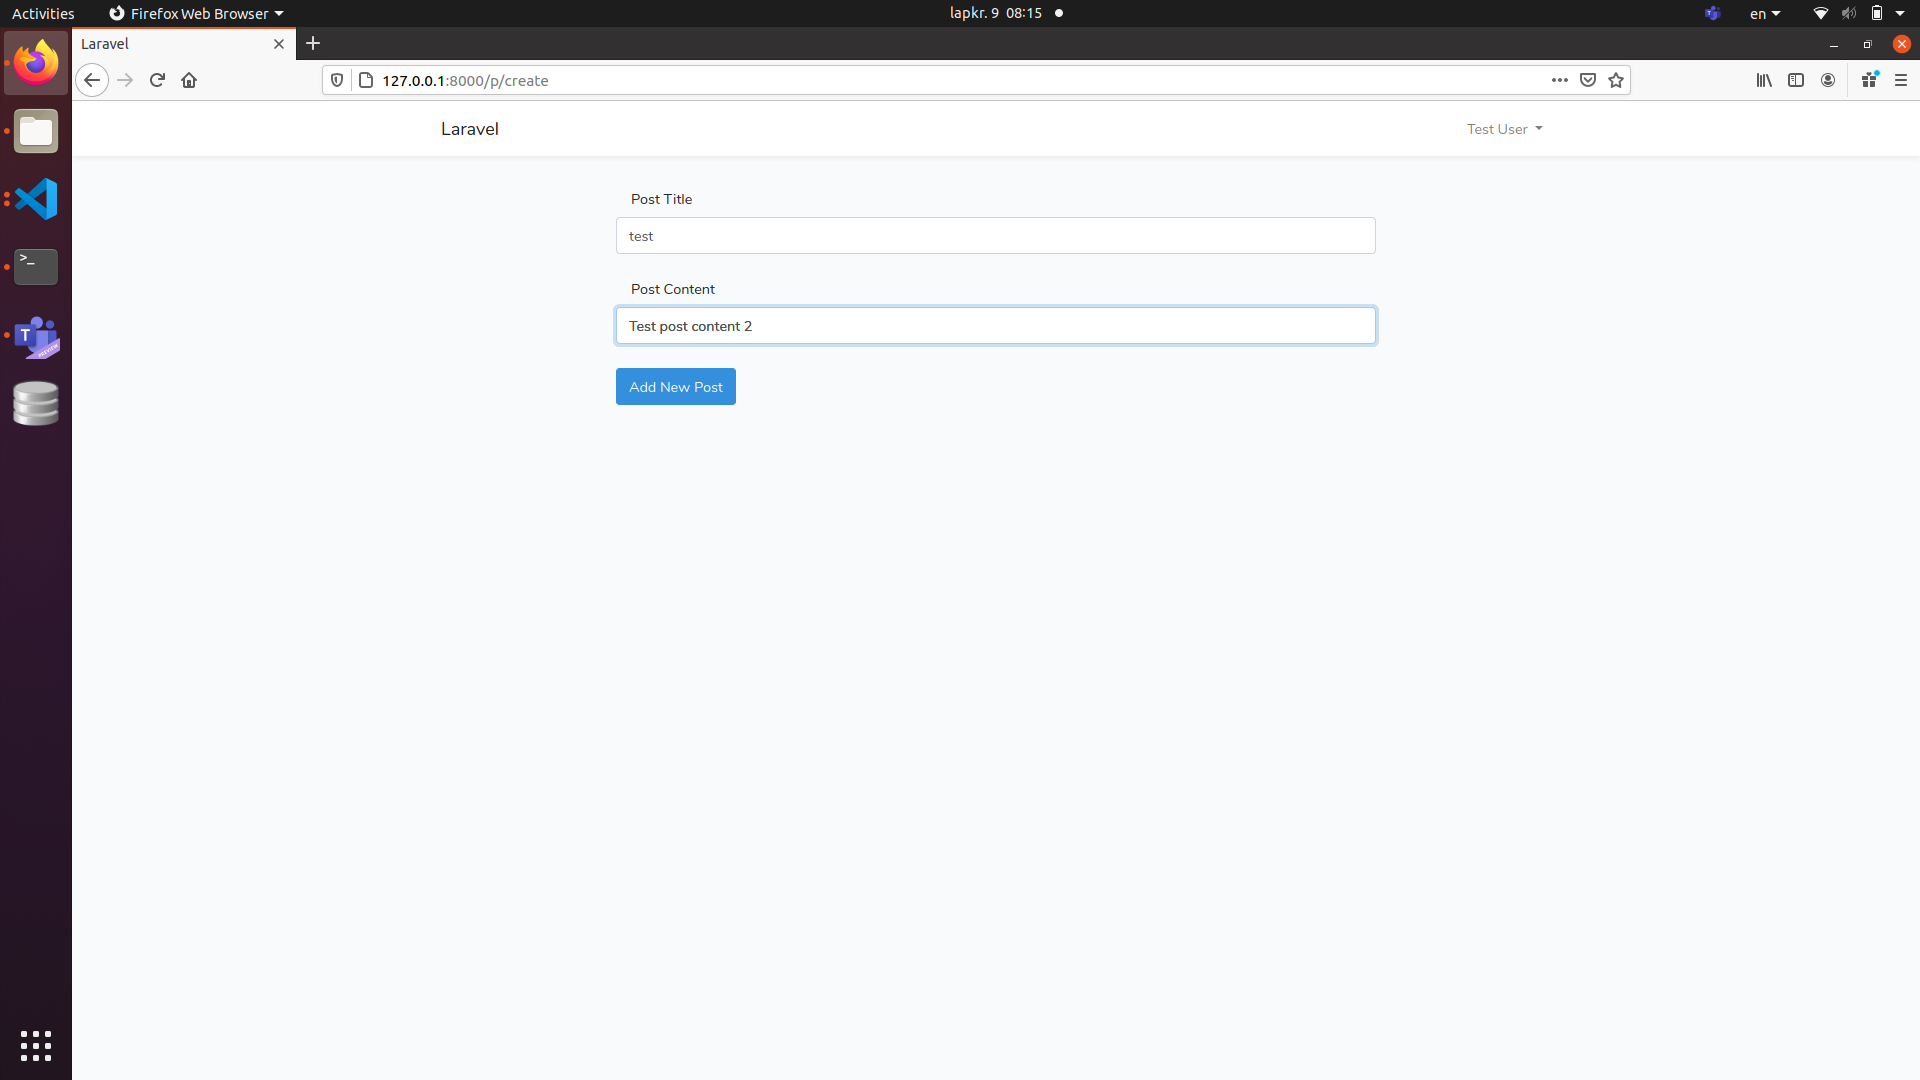 Activities
Firefox Web Browser
lapkr. 9 08:15
en
Laravel
127.0.0.1:8000/p/create
Laravel
Test User
Post Title
test
Post Content
Test post content 2
Add New Post
>_
T
PREVIEW